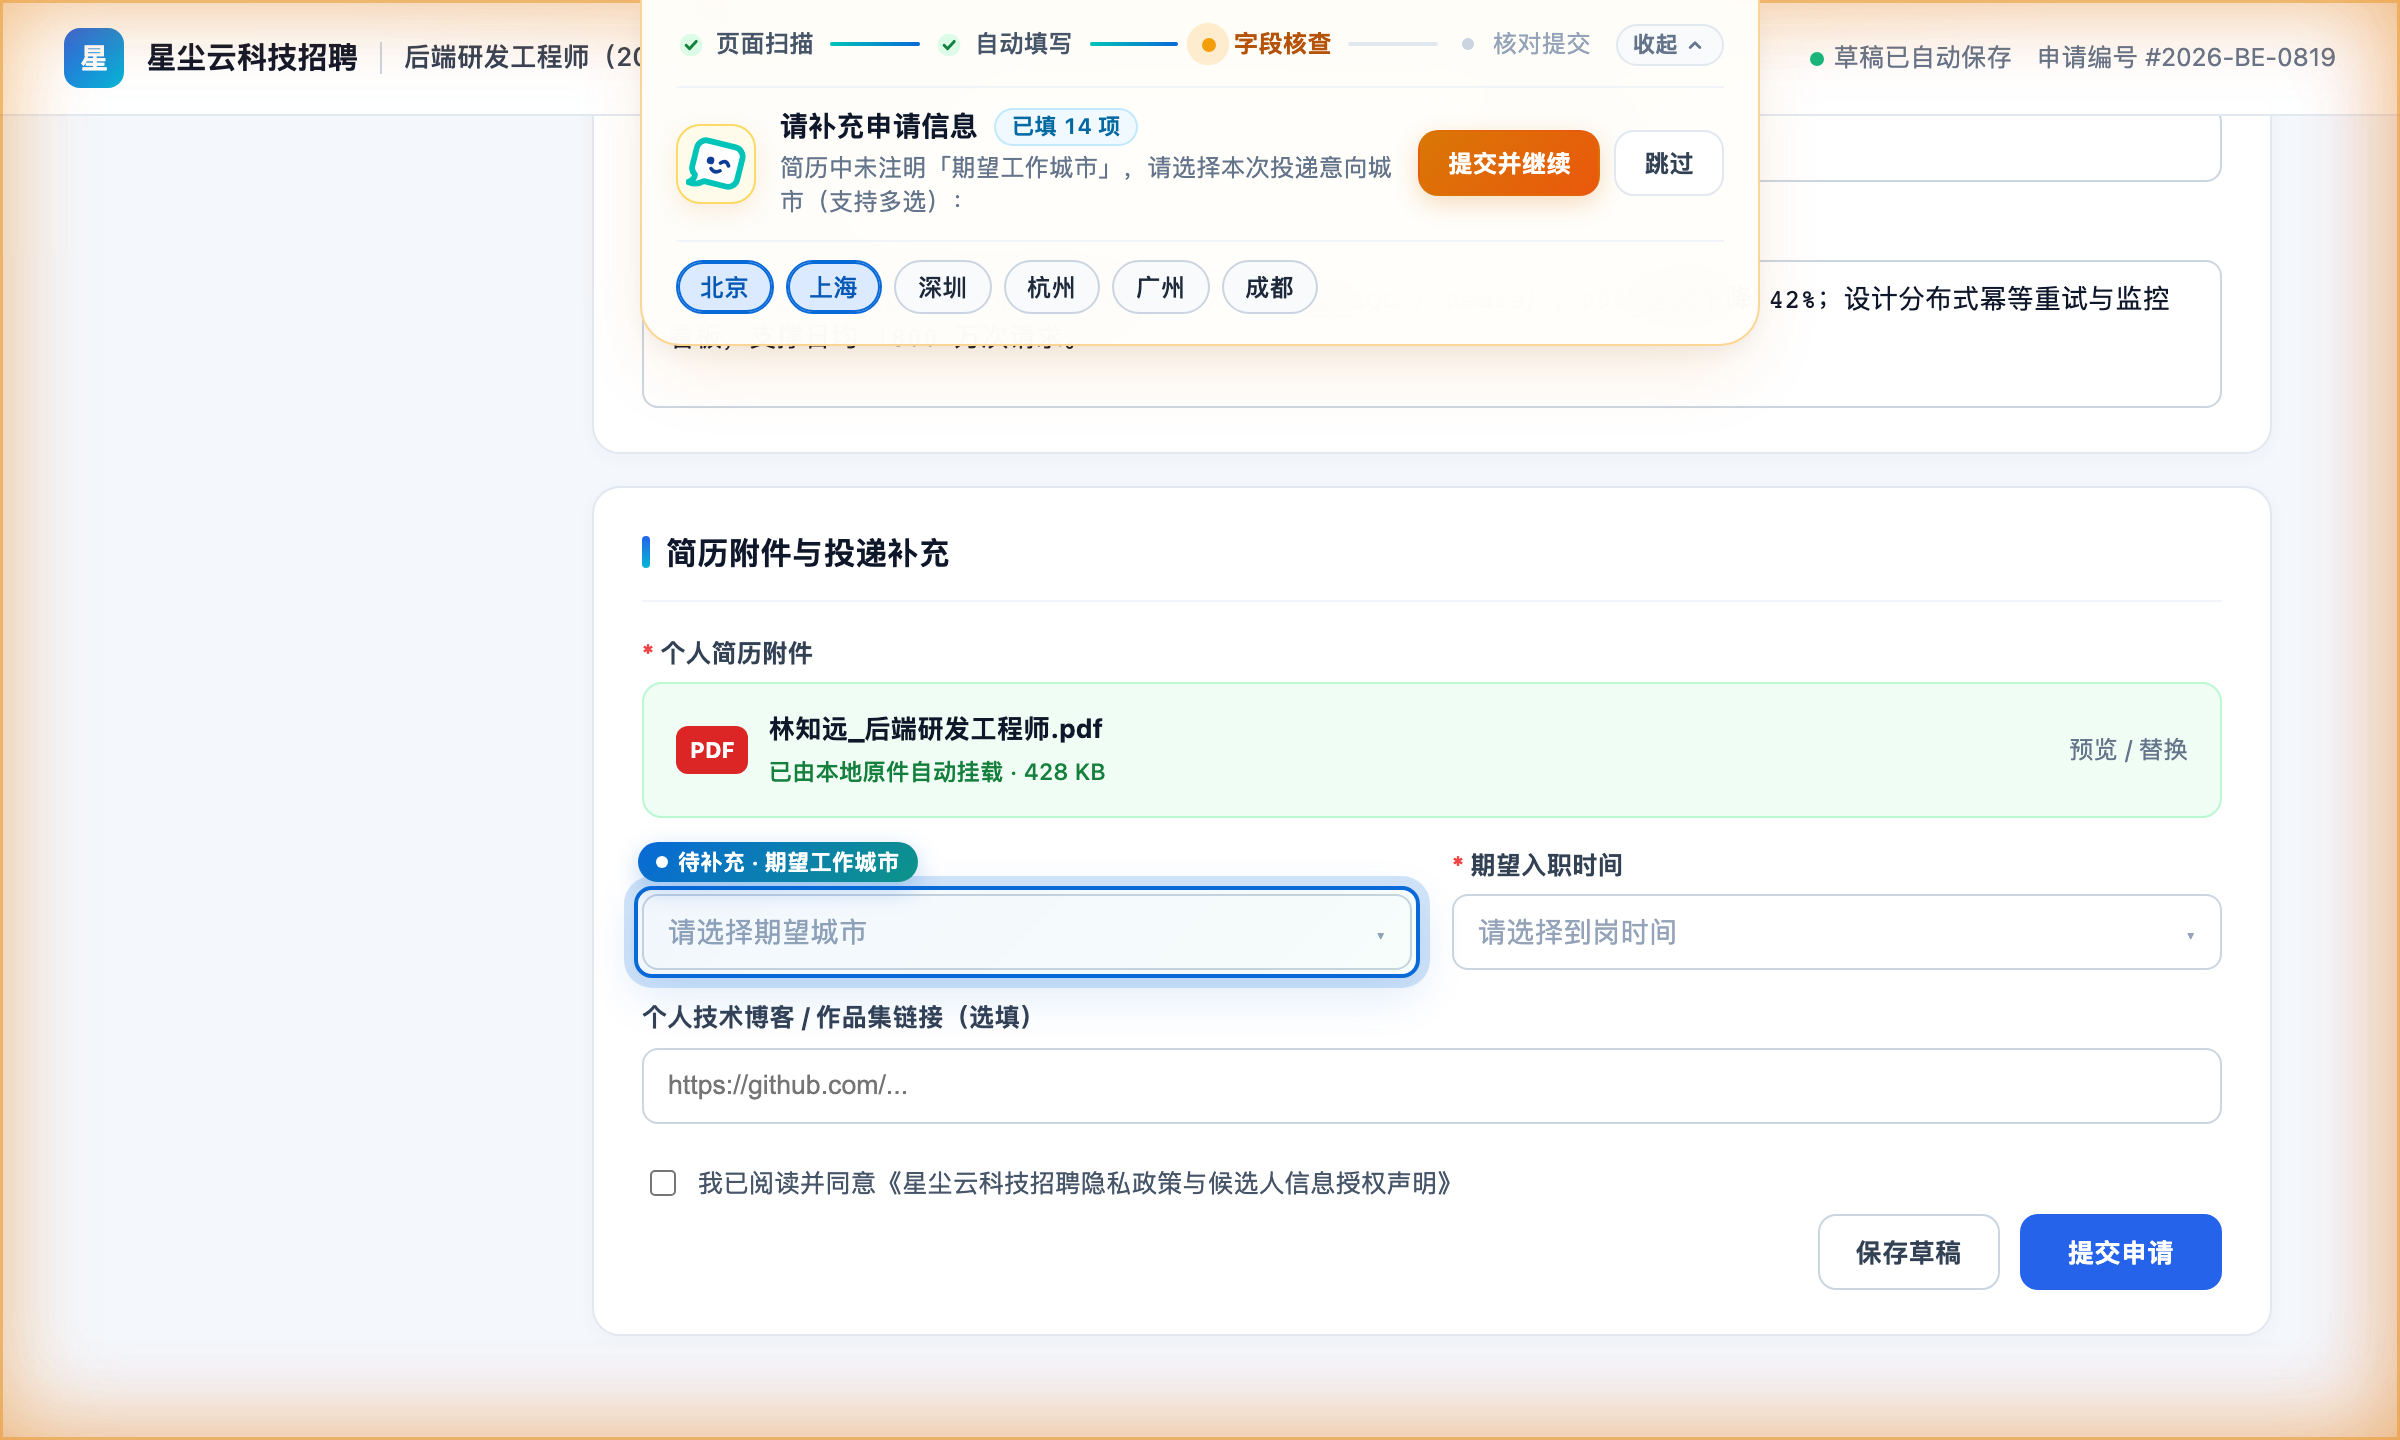 星
星尘云科技招聘
后端研发工程师（20
页面扫描
自动填写
字段核查
核对提交
收起
草稿已自动保存
申请编号 #2026-BE-0819
请补充申请信息
已填 14 项
简历中未注明「期望工作城市」，请选择本次投递意向城
市（支持多选）：
提交并继续
跳过
北京
上海
深圳
杭州
广州
成都
42%；设计分布式幂等重试与监控
简历附件与投递补充
* 个人简历附件
PDF
林知远_后端研发工程师.pdf
已由本地原件自动挂载 · 428 KB
预览 / 替换
待补充 · 期望工作城市
请选择期望城市
* 期望入职时间
请选择到岗时间
个人技术博客 / 作品集链接（选填）
https://github.com/...
我已阅读并同意《星尘云科技招聘隐私政策与候选人信息授权声明》
保存草稿
提交申请